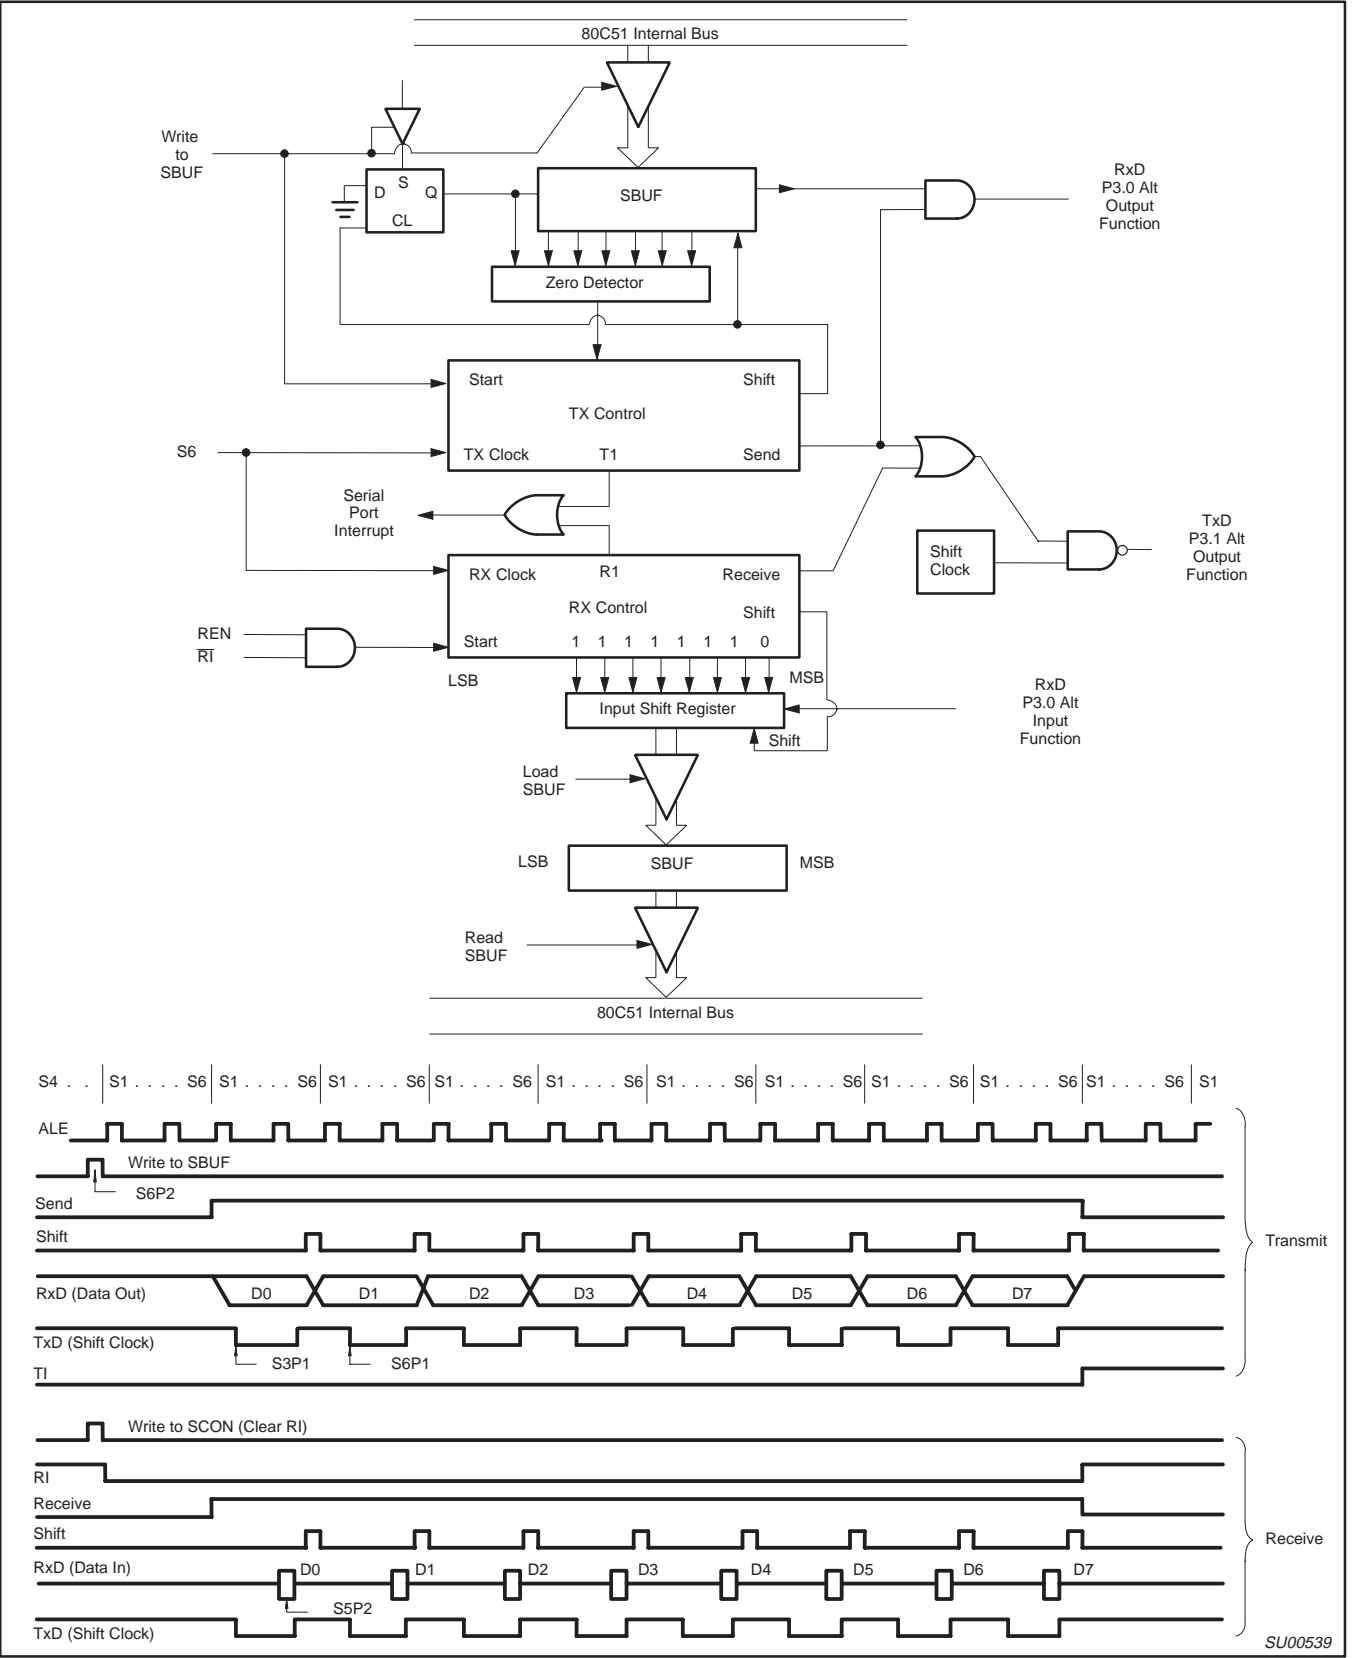 80C51 Internal Bus
Write
to
SBUF
S
D
Q
CL
SBUF
RxD
P3.0 Alt
Output
Function
Zero Detector
Start
Shift
TX Control
S6
TX Clock
T1
Send
Serial
Port
Interrupt
TxD
P3.1 Alt
Output
Function
Shift
Clock
RX Clock
R1
Receive
RX Control
Shift
REN
RI
Start
1 1 1 1 1 1 1 0
LSB
MSB
Input Shift Register
RxD
P3.0 Alt
Input
Function
Shift
Load
SBUF
LSB
SBUF
MSB
Read
SBUF
80C51 Internal Bus
S4 . . S1 . . . . S6 S1 . . . . S6 S1 . . . . S6 S1 . . . . S6 S1 . . . . S6 S1 . . . . S6 S1 . . . . S6 S1 . . . . S6 S1 . . . . S6 S1 . . . . S6 S1
ALE
Write to SBUF
S6P2
Send
Shift
Transmit
RxD (Data Out) D0 D1 D2 D3 D4 D5 D6 D7
TxD (Shift Clock)
S3P1 S6P1
TI
Write to SCON (Clear RI)
RI
Receive
Shift
Receive
RxD (Data In) D0 D1 D2 D3 D4 D5 D6 D7
S5P2
TxD (Shift Clock)
SU00539